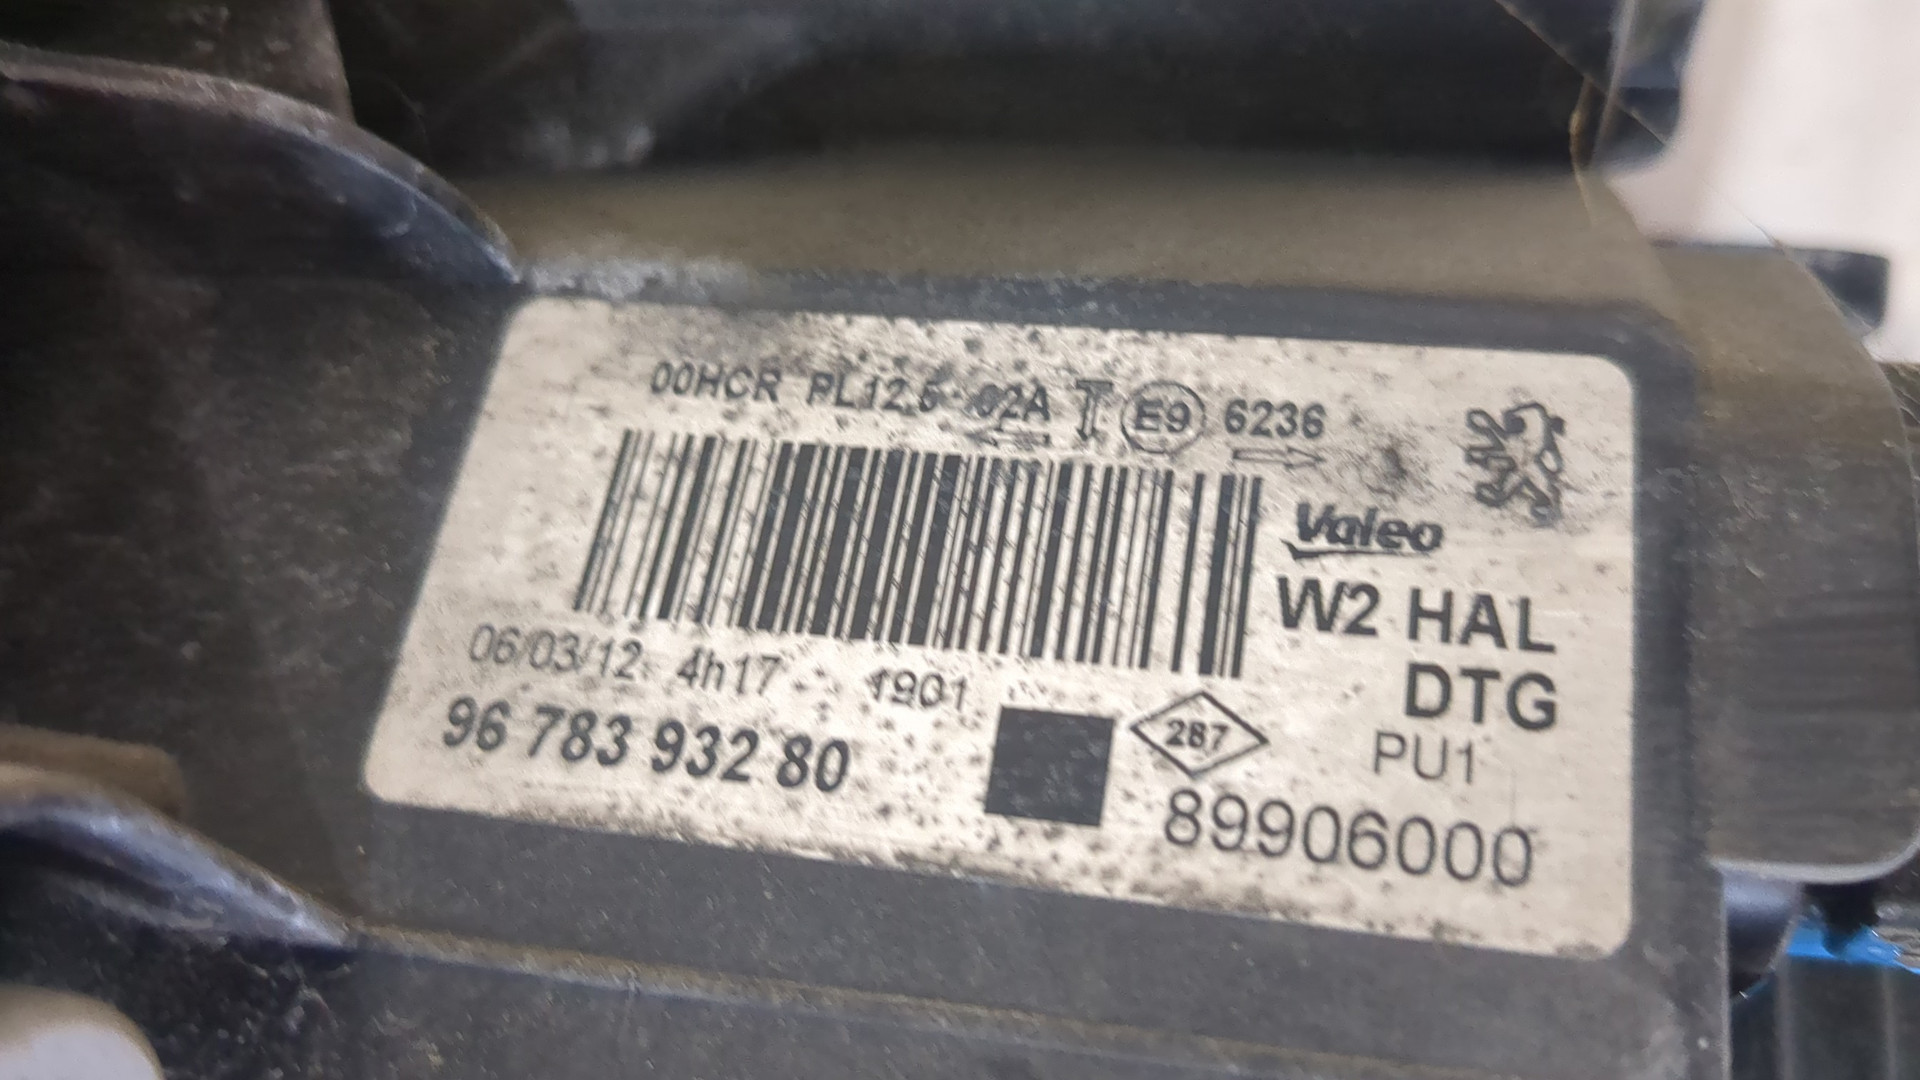 00HCR PL12,5 02A E9 6236
Valeo
W2 HAL
DTG
PU1
06/03/12 4h17 1901
96 783 932 80
287
89906000